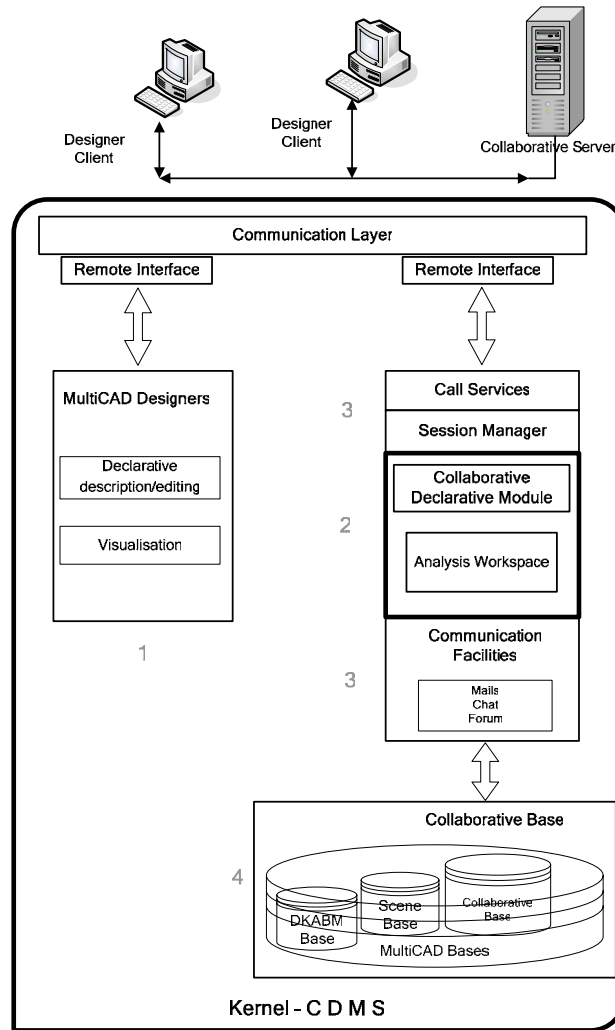 Designer
Client
Designer
Client
Collaborative Server
Communication Layer
Remote Interface
Remote Interface
MultiCAD Designers
Declarative
description/editing
Visualisation
1
3
Call Services
Session Manager
2
Collaborative
Declarative Module
Analysis Workspace
3
Communication
Facilities
Mails
Chat
Forum
Collaborative Base
4
DKABM
Base
Scene
Base
Collaborative
Base
MultiCAD Bases
Kernel - C D M S